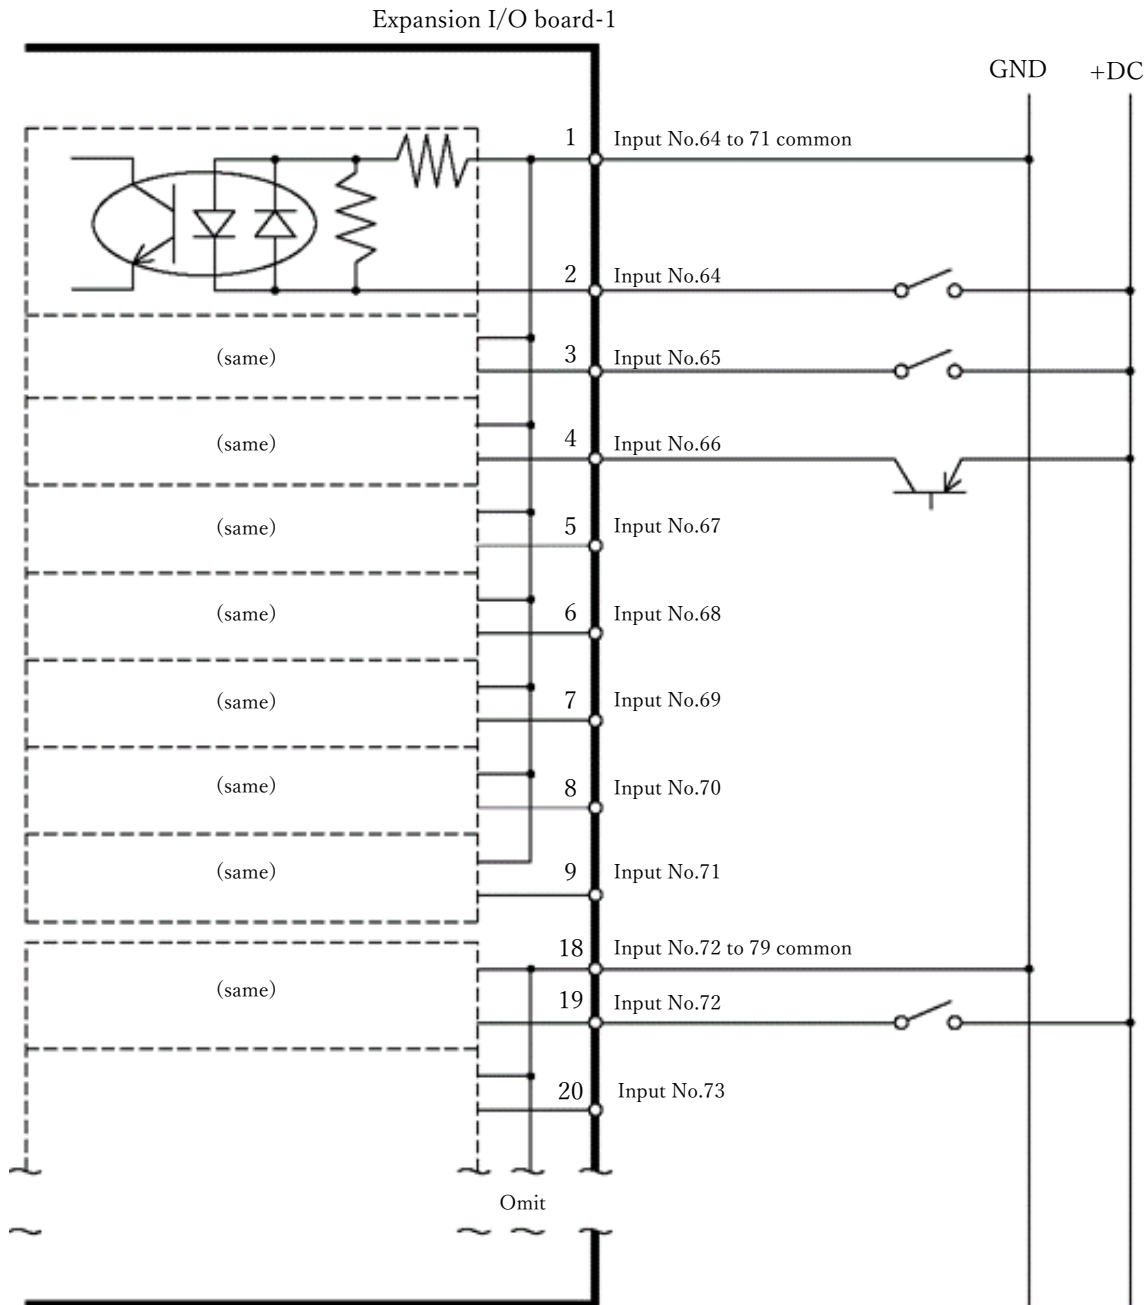 Expansion I/O board-1
GND
+DC
1
Input No.64 to 71 common
2
Input No.64
(same)
3
Input No.65
(same)
4
Input No.66
(same)
5
Input No.67
(same)
6
Input No.68
(same)
7
Input No.69
(same)
8
Input No.70
(same)
9
Input No.71
18
Input No.72 to 79 common
(same)
19
Input No.72
20
Input No.73
Omit